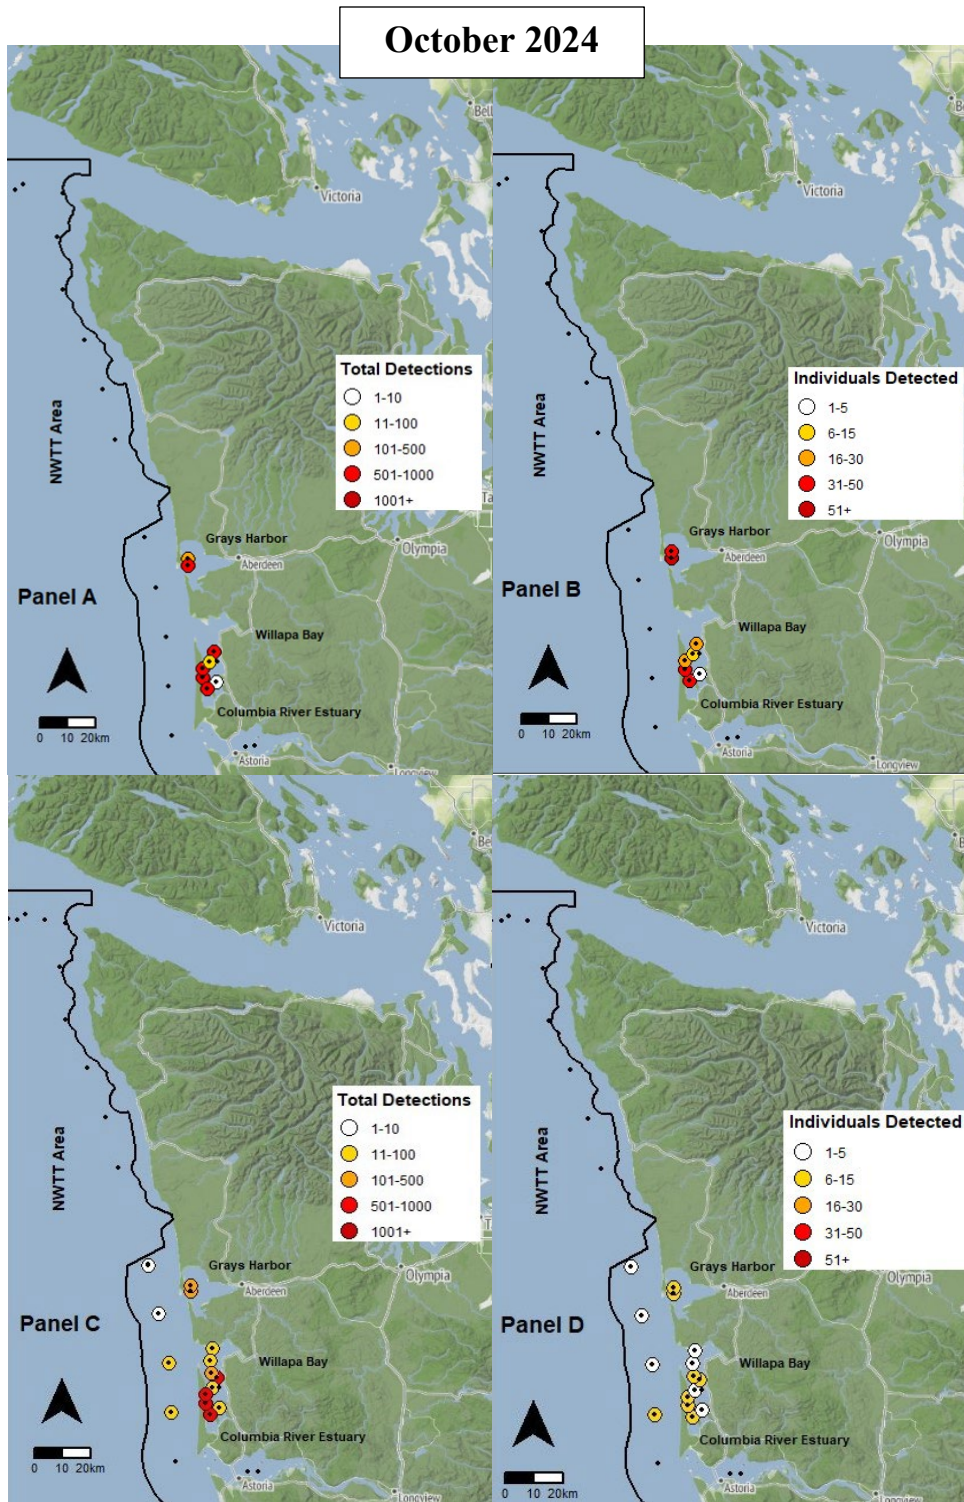 October 2024
Victoria
Total Detections
1-10
11-100
101-500
501-1000
1001+
NWTT Area
Grays Harbor
Aberdeen
Olympia
Panel A
Willapa Bay
Columbia River Estuary
0 10 20km
Astoria
Longview
Victoria
Individuals Detected
1-5
6-15
16-30
31-50
51+
NWTT Area
Grays Harbor
Aberdeen
Olympia
Panel B
Willapa Bay
Columbia River Estuary
0 10 20km
Astoria
Longview
Victoria
Total Detections
1-10
11-100
101-500
501-1000
1001+
NWTT Area
Grays Harbor
Olympia
Aberdeen
Panel C
Willapa Bay
Columbia River Estuary
0 10 20km
Astoria
Longview
Victoria
Individuals Detected
1-5
6-15
16-30
31-50
51+
NWTT Area
Grays Harbor
Olympia
Aberdeen
Panel D
Willapa Bay
Columbia River Estuary
0 10 20km
Astoria
Longview